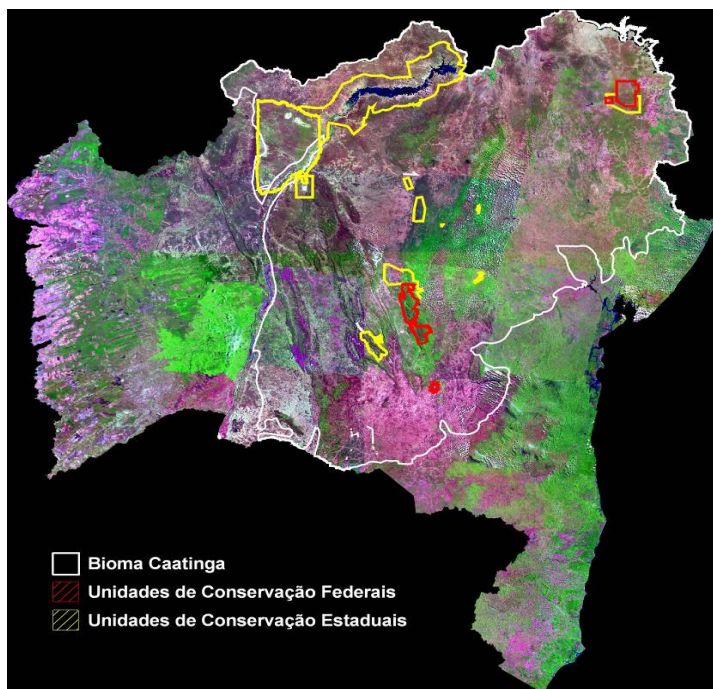 Bioma Caatinga
Unidades de Conservação Federais
Unidades de Conservação Estaduais